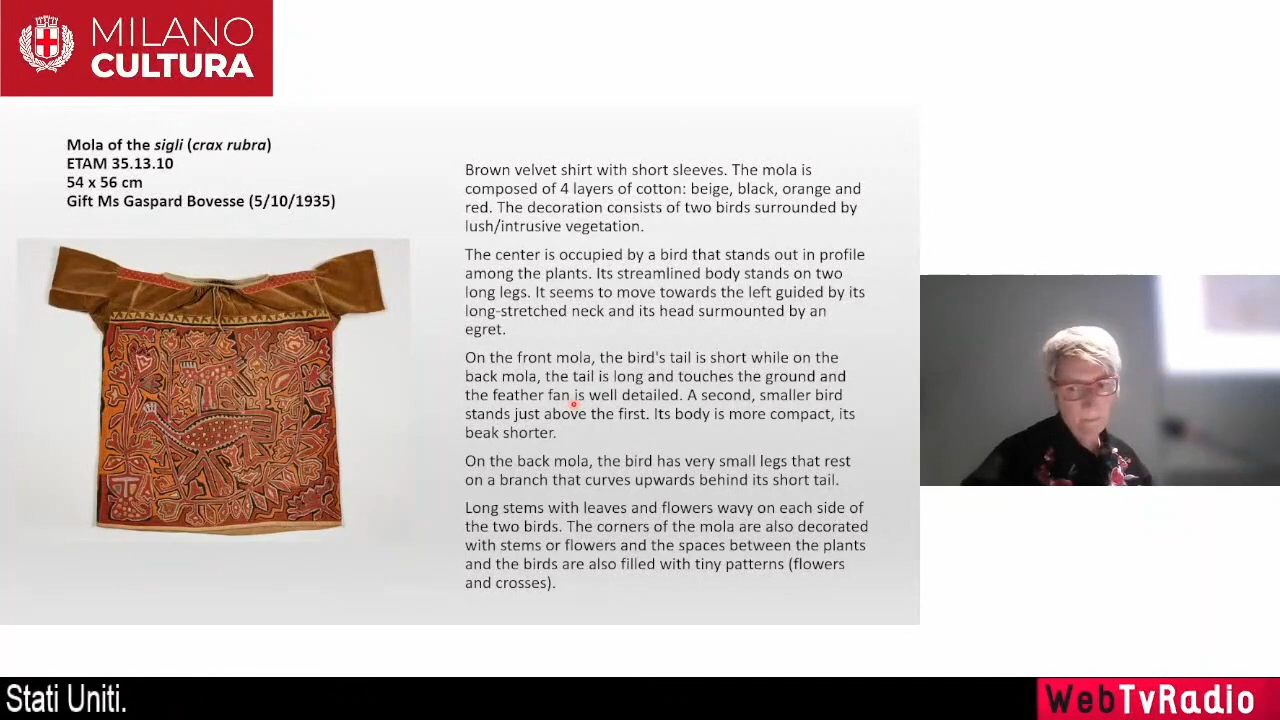 MILANO
CULTURA
Mola of the sigli (crax rubra)
ETAM 35.13.10
54 x 56 cm
Gift Ms Gaspard Bovesse (5/10/1935)
Brown velvet shirt with short sleeves. The mola is
composed of 4 layers of cotton: beige, black, orange and
red. The decoration consists of two birds surrounded by
lush/intrusive vegetation.
The center is occupied by a bird that stands out in profile
among the plants. Its streamlined body stands on two
long legs. It seems to move towards the left guided by its
long-stretched neck and its head surmounted by an
egret.
On the front mola, the bird's tail is short while on the
back mola, the tail is long and touches the ground and
the feather fan is well detailed. A second, smaller bird
stands just above the first. Its body is more compact, its
beak shorter.
On the back mola, the bird has very small legs that rest
on a branch that curves upwards behind its short tail.
Long stems with leaves and flowers wavy on each side of
the two birds. The corners of the mola are also decorated
with stems or flowers and the spaces between the plants
and the birds are also filled with tiny patterns (flowers
and crosses).
Stati Uniti.
WebTvRadio